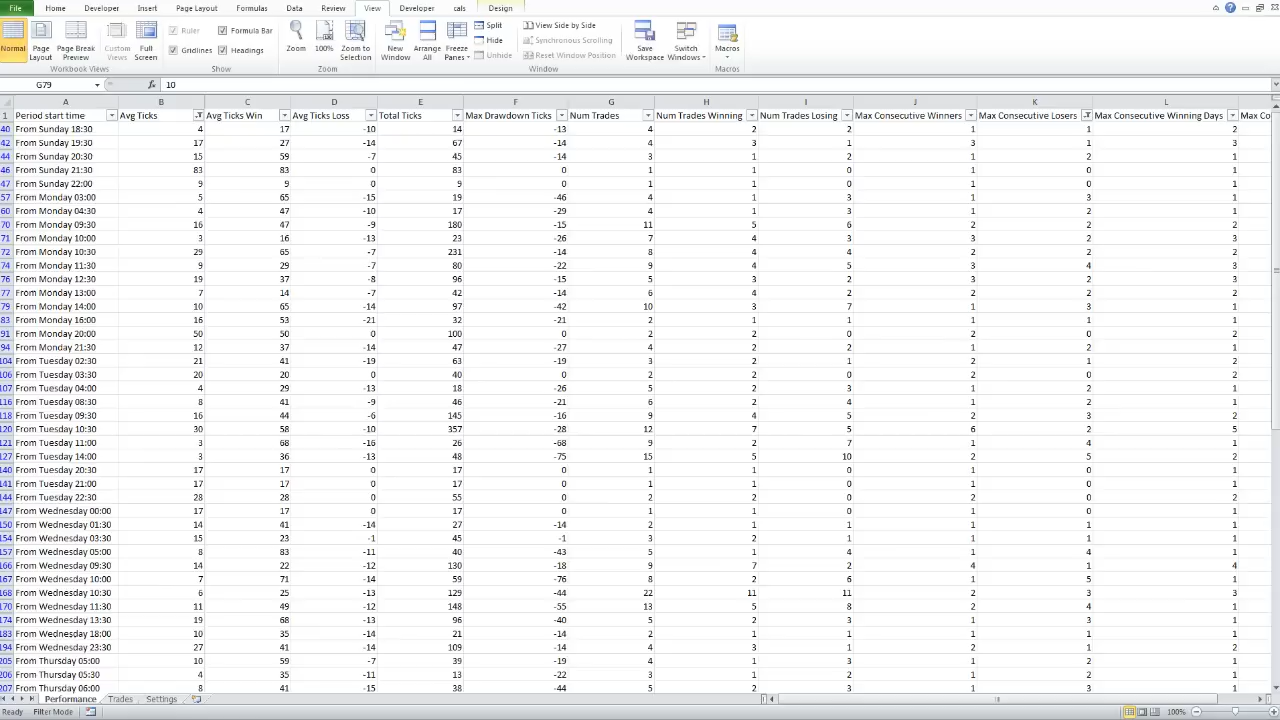 File Home Developer Insert Page Layout Formulas Data Review View Developer cals Design
Normal Page Layout Page Break Preview Custom Views Full Screen Ruler Formula Bar Gridlines Headings Zoom 100% Zoom to Selection New Window Arrange All Freeze Panes Split Hide Unhide View Side by Side Synchronous Scrolling Reset Window Position Save Workspace Switch Windows Macros
Workbook Views Show Zoom Window Macros
G79 fx 10
A B C D E F G H I J K L
1 Period start time Avg Ticks Avg Ticks Win Avg Ticks Loss Total Ticks Max Drawdown Ticks Num Trades Num Trades Winning Num Trades Losing Max Consecutive Winners Max Consecutive Losers Max Consecutive Winning Days Max Co
40 From Sunday 18:30 4 17 -10 14 -13 4 2 2 1 1 2
42 From Sunday 19:30 17 27 -14 67 -14 4 3 1 3 1 3
44 From Sunday 20:30 15 59 -7 45 -14 3 1 2 1 2 1
46 From Sunday 21:30 83 83 0 83 0 1 1 0 1 0 1
47 From Sunday 22:00 9 9 0 9 0 1 1 0 1 0 1
57 From Monday 03:00 5 65 -15 19 -46 4 1 3 1 3 1
60 From Monday 04:30 4 47 -10 17 -29 4 1 3 1 2 1
70 From Monday 09:30 16 47 -9 180 -15 11 5 6 2 2 2
71 From Monday 10:00 3 16 -13 23 -26 7 4 3 3 2 3
72 From Monday 10:30 29 65 -7 231 -14 8 4 4 2 2 2
74 From Monday 11:30 9 29 -7 80 -22 9 4 5 3 4 3
76 From Monday 12:30 19 37 -8 96 -15 5 3 2 3 2 3
77 From Monday 13:00 7 14 -7 42 -14 6 4 2 2 2 2
79 From Monday 14:00 10 65 -14 97 -42 10 3 7 1 3 1
83 From Monday 16:00 16 53 -21 32 -21 2 1 1 1 1 1
91 From Monday 20:00 50 50 0 100 0 2 2 0 2 0 2
94 From Monday 21:30 12 37 -14 47 -27 4 2 2 1 2 1
104 From Tuesday 02:30 21 41 -19 63 -19 3 2 1 2 1 2
106 From Tuesday 03:30 20 20 0 40 0 2 2 0 2 0 2
107 From Tuesday 04:00 4 29 -13 18 -26 5 2 3 1 2 1
116 From Tuesday 08:30 8 41 -9 46 -21 6 2 4 1 2 2
118 From Tuesday 09:30 16 44 -6 145 -16 9 4 5 2 3 2
120 From Tuesday 10:30 30 58 -10 357 -28 12 7 5 6 2 5
121 From Tuesday 11:00 3 68 -16 26 -68 9 2 7 1 4 1
127 From Tuesday 14:00 3 36 -13 48 -75 15 5 10 2 5 2
140 From Tuesday 20:30 17 17 0 17 0 1 1 0 1 0 1
141 From Tuesday 21:00 17 17 0 17 0 1 1 0 1 0 1
144 From Tuesday 22:30 28 28 0 55 0 2 2 0 2 0 2
147 From Wednesday 00:00 17 17 0 17 0 1 1 0 1 0 1
150 From Wednesday 01:30 14 41 -14 27 -14 2 1 1 1 1 1
154 From Wednesday 03:30 15 23 -1 45 -1 3 2 1 1 1 1
157 From Wednesday 05:00 8 83 -11 40 -43 5 1 4 1 4 1
166 From Wednesday 09:30 14 22 -12 130 -18 9 7 2 4 1 4
167 From Wednesday 10:00 7 71 -14 59 -76 8 2 6 1 5 1
168 From Wednesday 10:30 6 25 -13 129 -44 22 11 11 2 3 3
170 From Wednesday 11:30 11 49 -12 148 -55 13 5 8 2 4 1
174 From Wednesday 13:30 19 68 -13 96 -40 5 2 3 1 3 1
183 From Wednesday 18:00 10 35 -14 21 -14 2 1 1 1 1 1
194 From Wednesday 23:30 27 41 -14 109 -14 4 3 1 2 1 2
205 From Thursday 05:00 10 59 -7 39 -19 4 1 3 1 2 1
206 From Thursday 05:30 4 35 -11 13 -22 3 1 2 1 2 1
207 From Thursday 06:00 8 41 -15 38 -44 5 2 3 1 3 1
Performance Trades Settings
Ready Filter Mode 100%